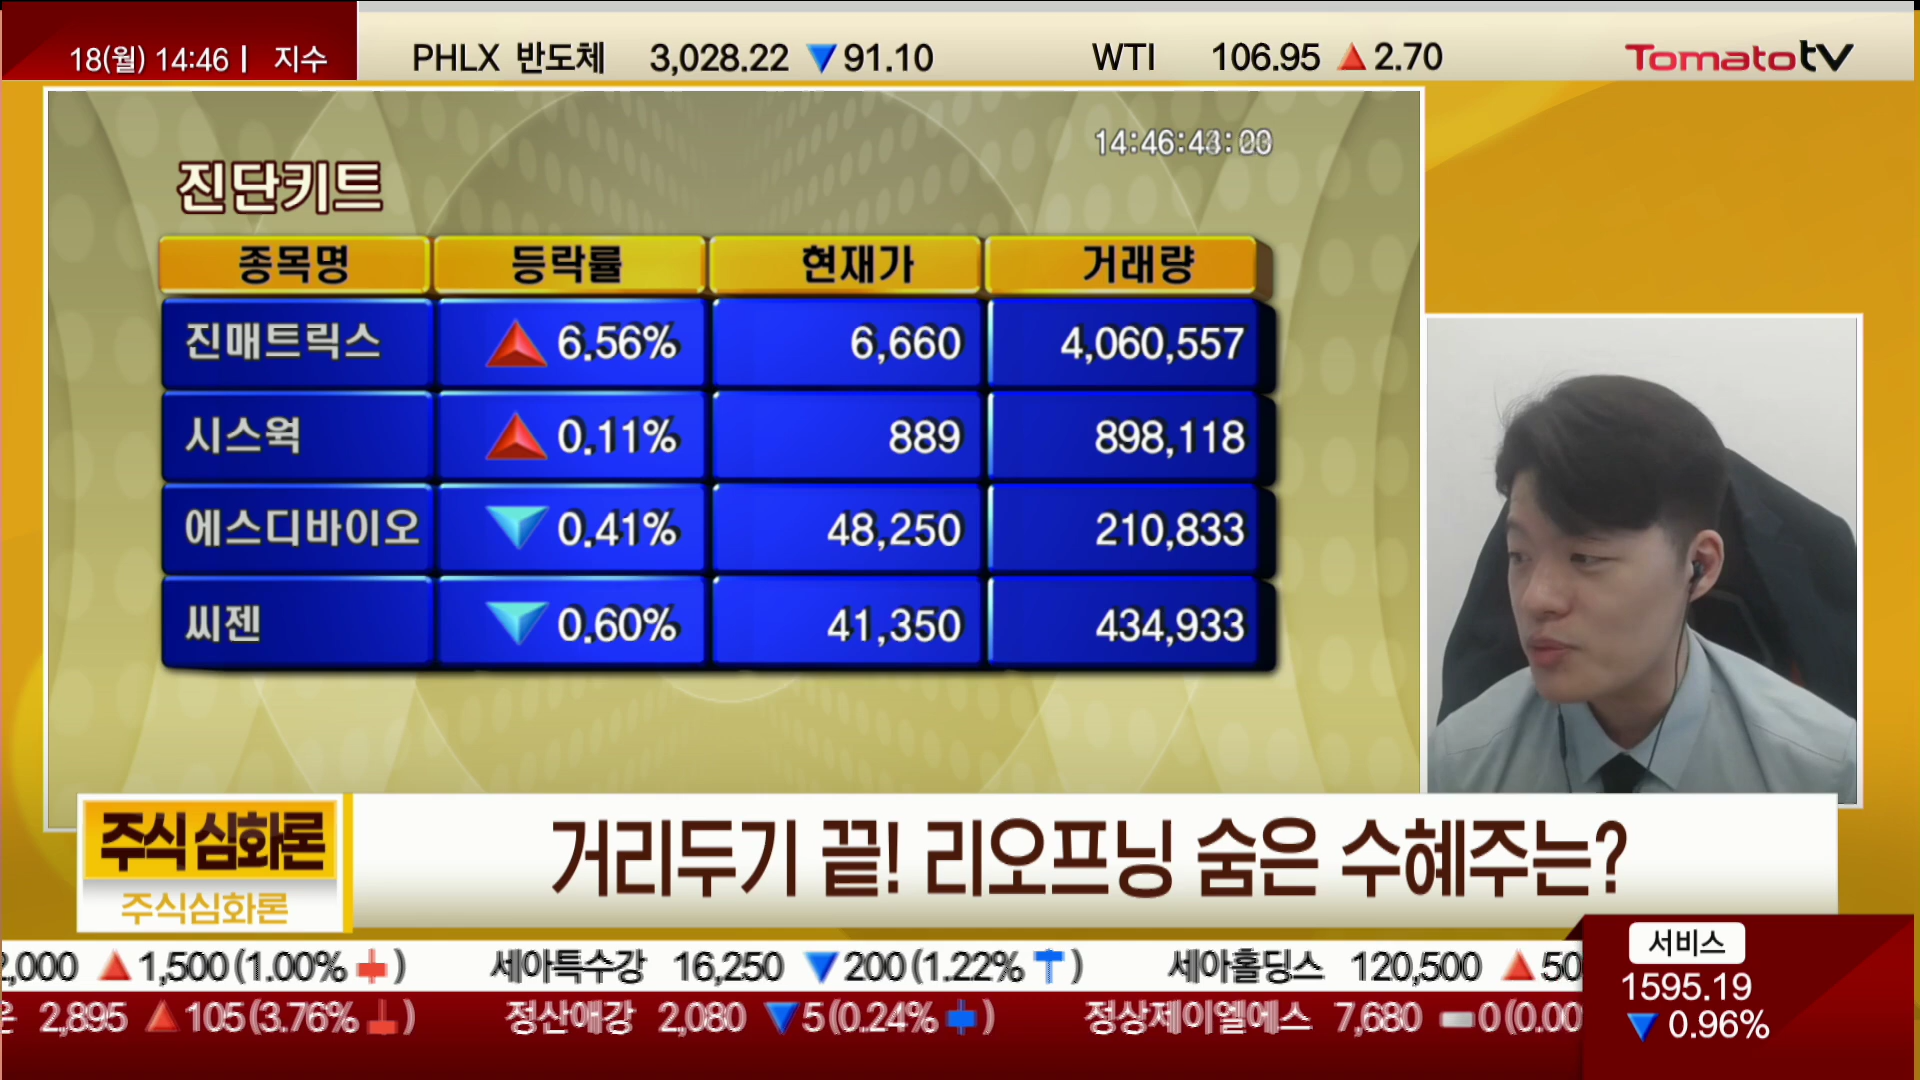 18(월) 14:46 | 지수
PHLX 반도체 3,028.22 ▼91.10
WTI 106.95 ▲2.70
Tomato tV
진단키트
종목명 등락률 현재가 거래량
진매트릭스 ▲ 6.56% 6,660 4,060,557
시스웍 ▲ 0.11% 889 898,118
에스디바이오 ▼ 0.41% 48,250 210,833
씨젠 ▼ 0.60% 41,350 434,933
주식 심화론
주식심화론
거리두기 끝! 리오프닝 숨은 수혜주는?
2,000 ▲1,500(1.00% ) 세아특수강 16,250 ▼200(1.22% ) 세아홀딩스 120,500 ▲50
2,895 ▲105(3.76% ) 정산애강 2,080 ▼5(0.24% ) 정상제이엘에스 7,680 0(0.00
서비스
1595.19
▼ 0.96%